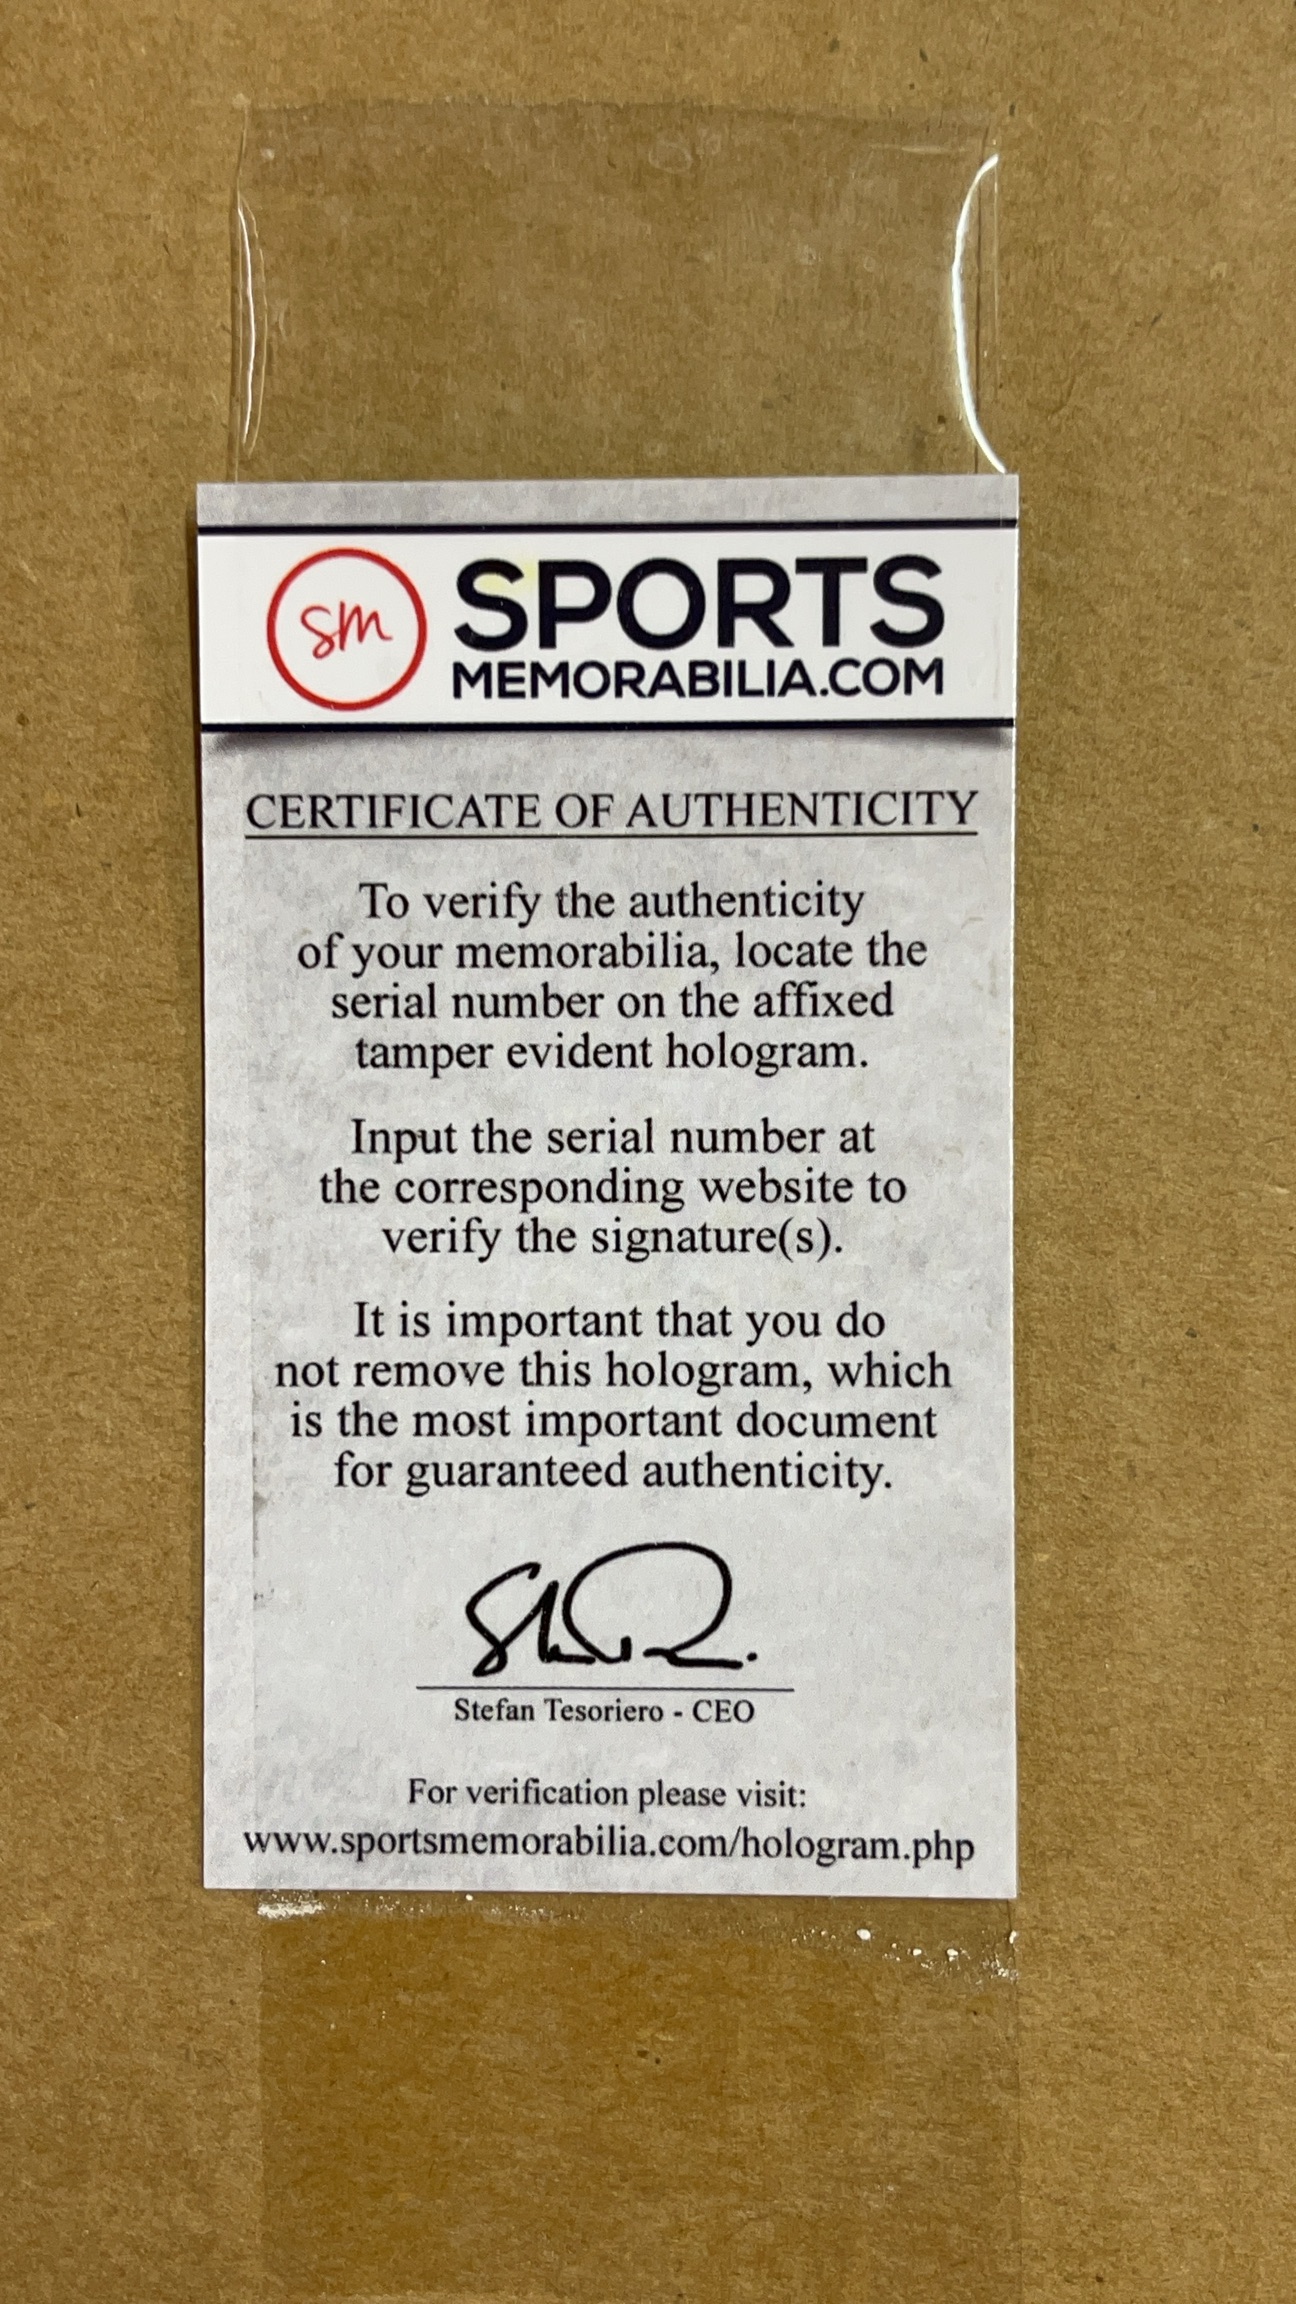 sm
SPORTS
MEMORABILIA.COM
CERTIFICATE OF AUTHENTICITY
To verify the authenticity
of your memorabilia, locate the
serial number on the affixed
tamper evident hologram.
Input the serial number at
the corresponding website to
verify the signature(s).
It is important that you do
not remove this hologram, which
is the most important document
for guaranteed authenticity.
Stefan Tesoriero - CEO
For verification please visit:
www.sportsmemorabilia.com/hologram.php